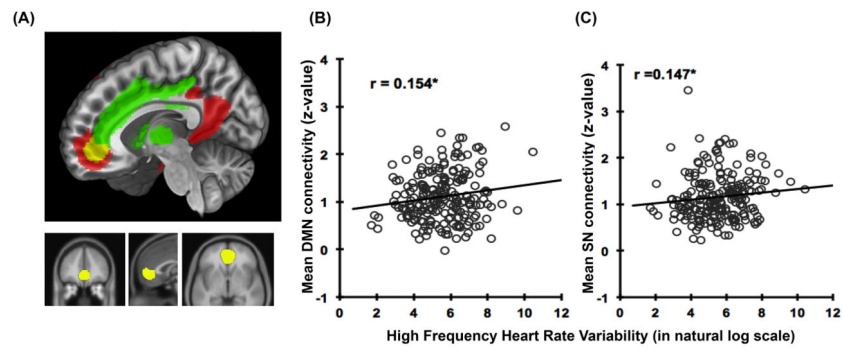 (A)
(B)
(C)
r = 0.154*
r =0.147*
Mean DMN connectivity (z-value)
4
3
2
1
0
-1
0 2 4 6 8 10 12
Mean SN connectivity (z-value)
4
3
2
1
0
-1
0 2 4 6 8 10 12
High Frequency Heart Rate Variability (in natural log scale)